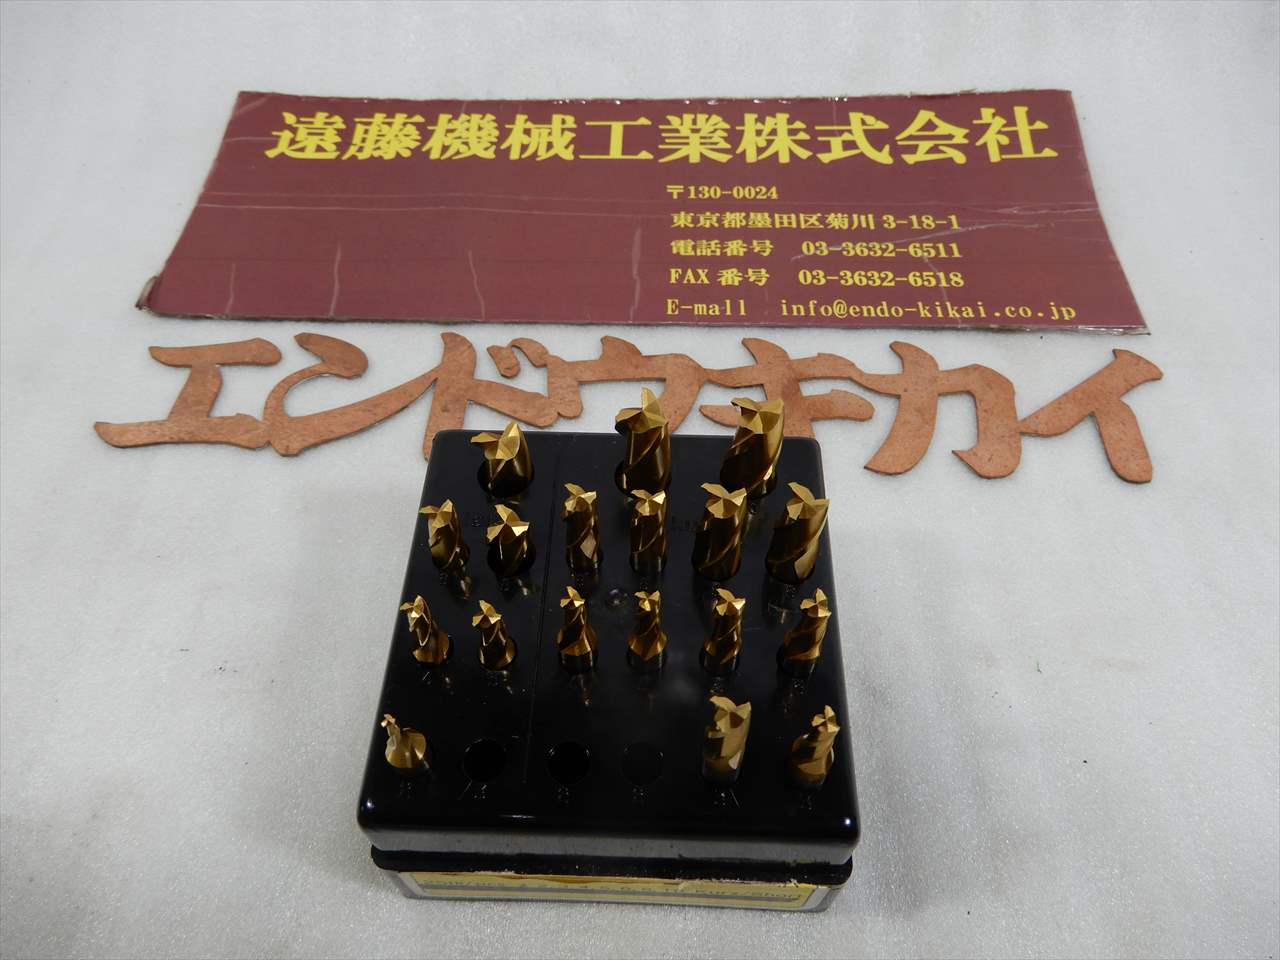 遠藤機械工業株式会社
〒130-0024
東京都墨田区菊川 3-18-1
電話番号 03-3632-6511
FAX 番号 03-3632-6518
E-mall info@endo-kikai.co.jp
エンドウキカイ